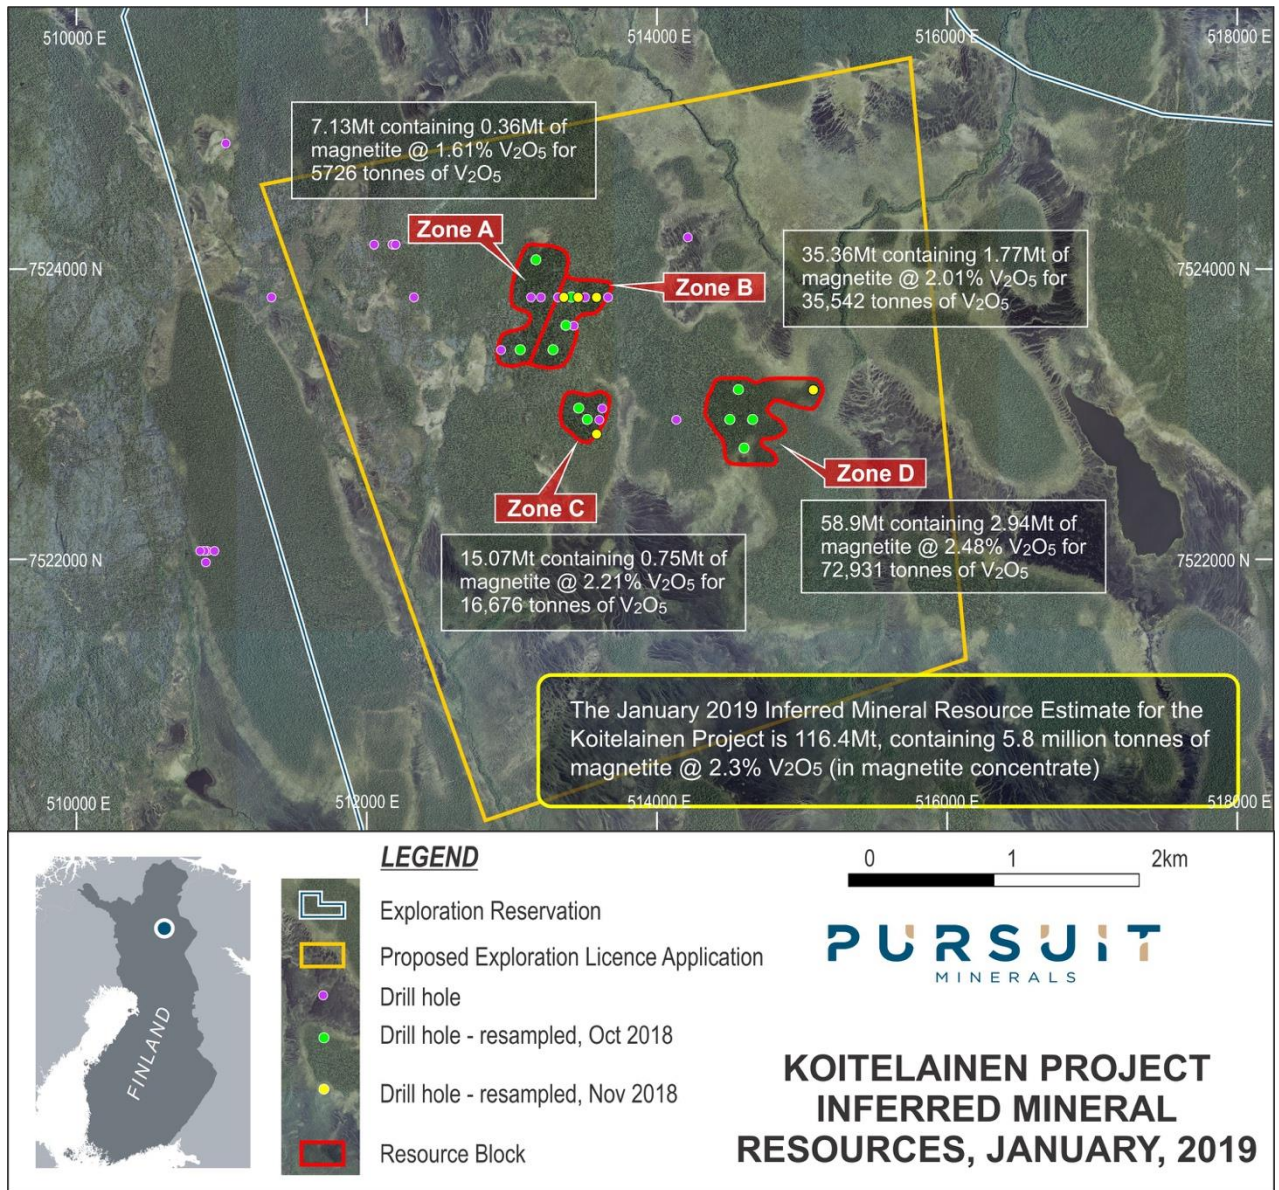 510000 E
514000 E
516000 E
518000 E
7.13Mt containing 0.36Mt of
magnetite @ 1.61% V2O5 for
5726 tonnes of V2O5
Zone A
35.36Mt containing 1.77Mt of
magnetite @ 2.01% V2O5 for
35,542 tonnes of V2O5
7524000 N
7524000 N
Zone B
Zone D
Zone C
58.9Mt containing 2.94Mt of
magnetite @ 2.48% V2O5 for
72,931 tonnes of V2O5
15.07Mt containing 0.75Mt of
magnetite @ 2.21% V2O5 for
16,676 tonnes of V2O5
7522000 N
7522000 N
The January 2019 Inferred Mineral Resource Estimate for the
Koitelainen Project is 116.4Mt, containing 5.8 million tonnes of
magnetite @ 2.3% V2O5 (in magnetite concentrate)
510000 E
512000 E
514000 E
516000 E
518000 E
FINLAND
LEGEND
Exploration Reservation
Proposed Exploration Licence Application
Drill hole
Drill hole - resampled, Oct 2018
Drill hole - resampled, Nov 2018
Resource Block
0 1 2km
PURSUIT
MINERALS
KOITELAINEN PROJECT
INFERRED MINERAL
RESOURCES, JANUARY, 2019